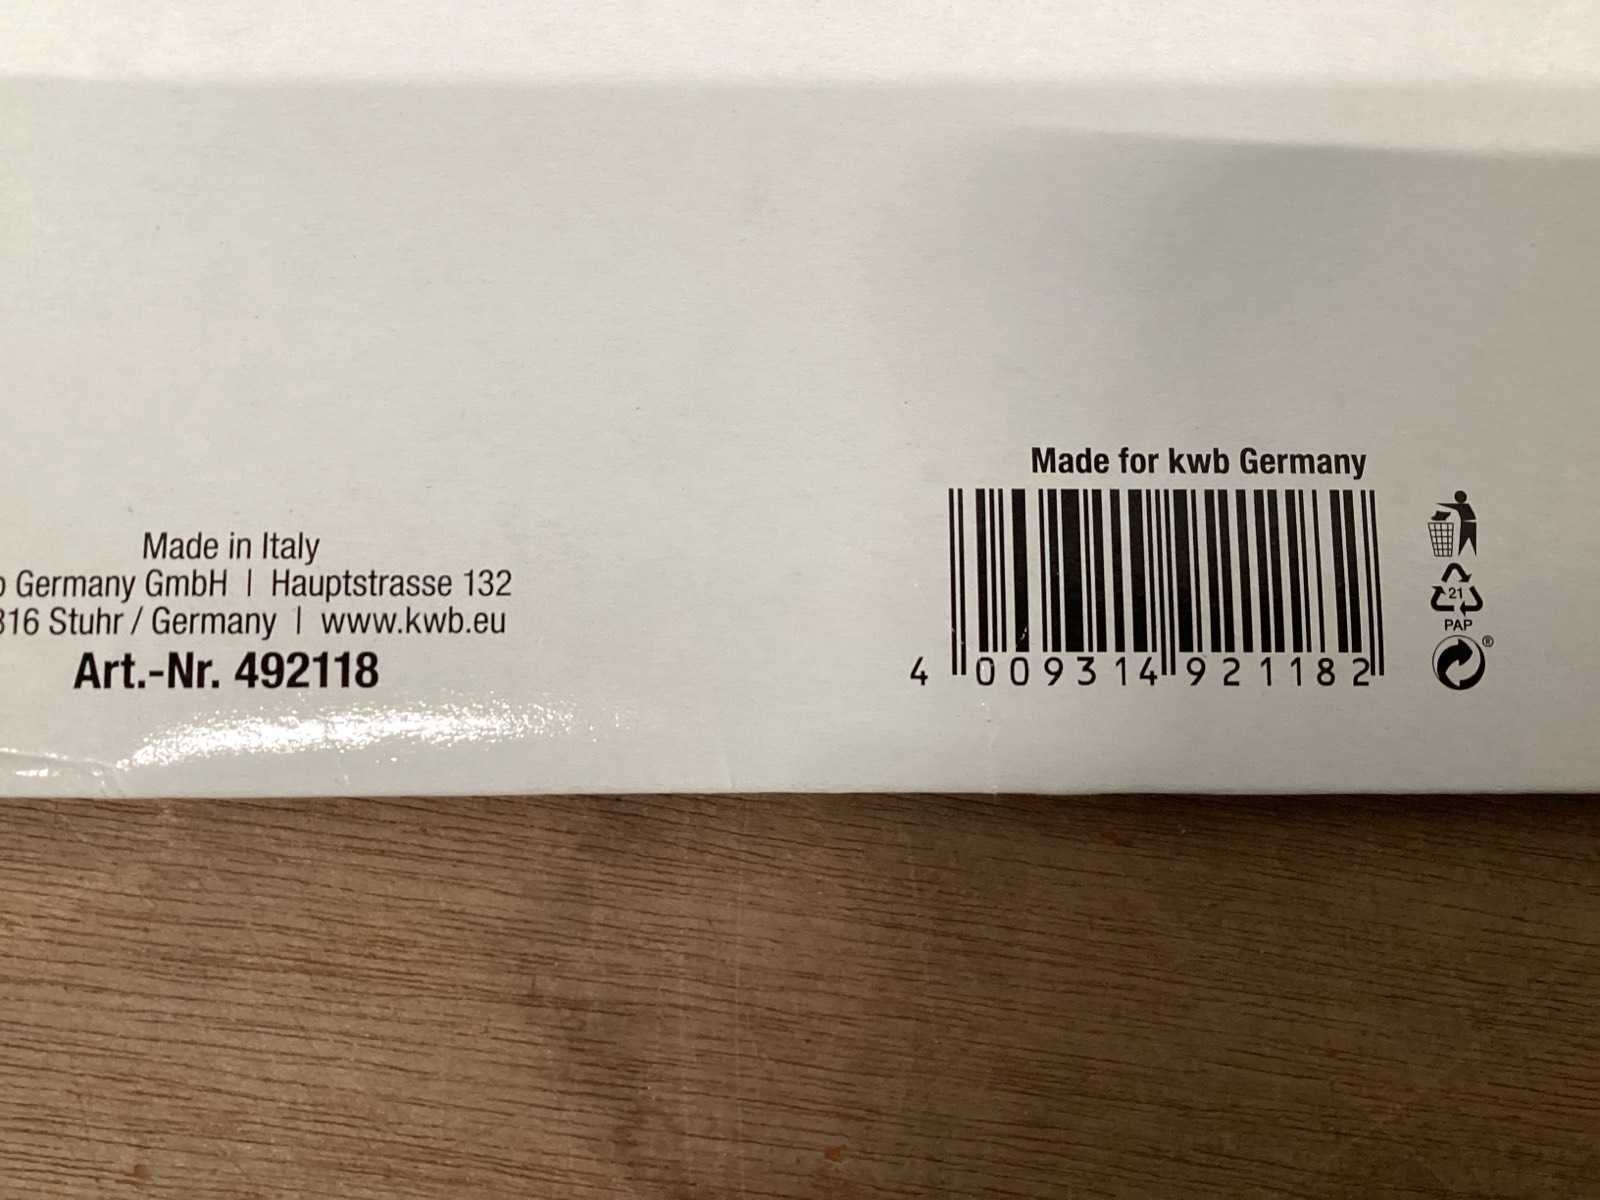 Made for kwb Germany
Made in Italy
Germany GmbH | Hauptstrasse 132
316 Stuhr / Germany | www.kwb.eu
Art.-Nr. 492118
4 009314 921182
21
PAP
®